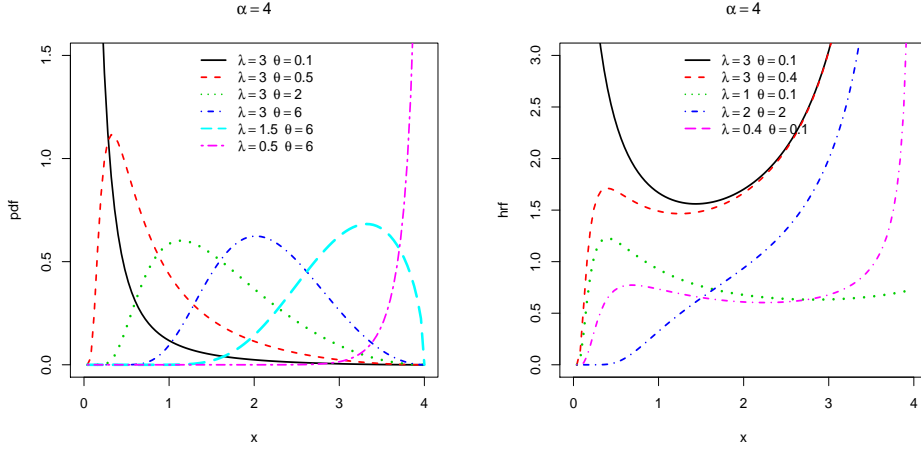 α = 4
pdf
1.5
1.0
0.5
0.0
λ = 3 θ = 0.1
λ = 3 θ = 0.5
λ = 3 θ = 2
λ = 3 θ = 6
λ = 1.5 θ = 6
λ = 0.5 θ = 6
0 1 2 3 4
x
α = 4
hrf
3.0
2.5
2.0
1.5
1.0
0.5
0.0
λ = 3 θ = 0.1
λ = 3 θ = 0.4
λ = 1 θ = 0.1
λ = 2 θ = 2
λ = 0.4 θ = 0.1
0 1 2 3 4
x